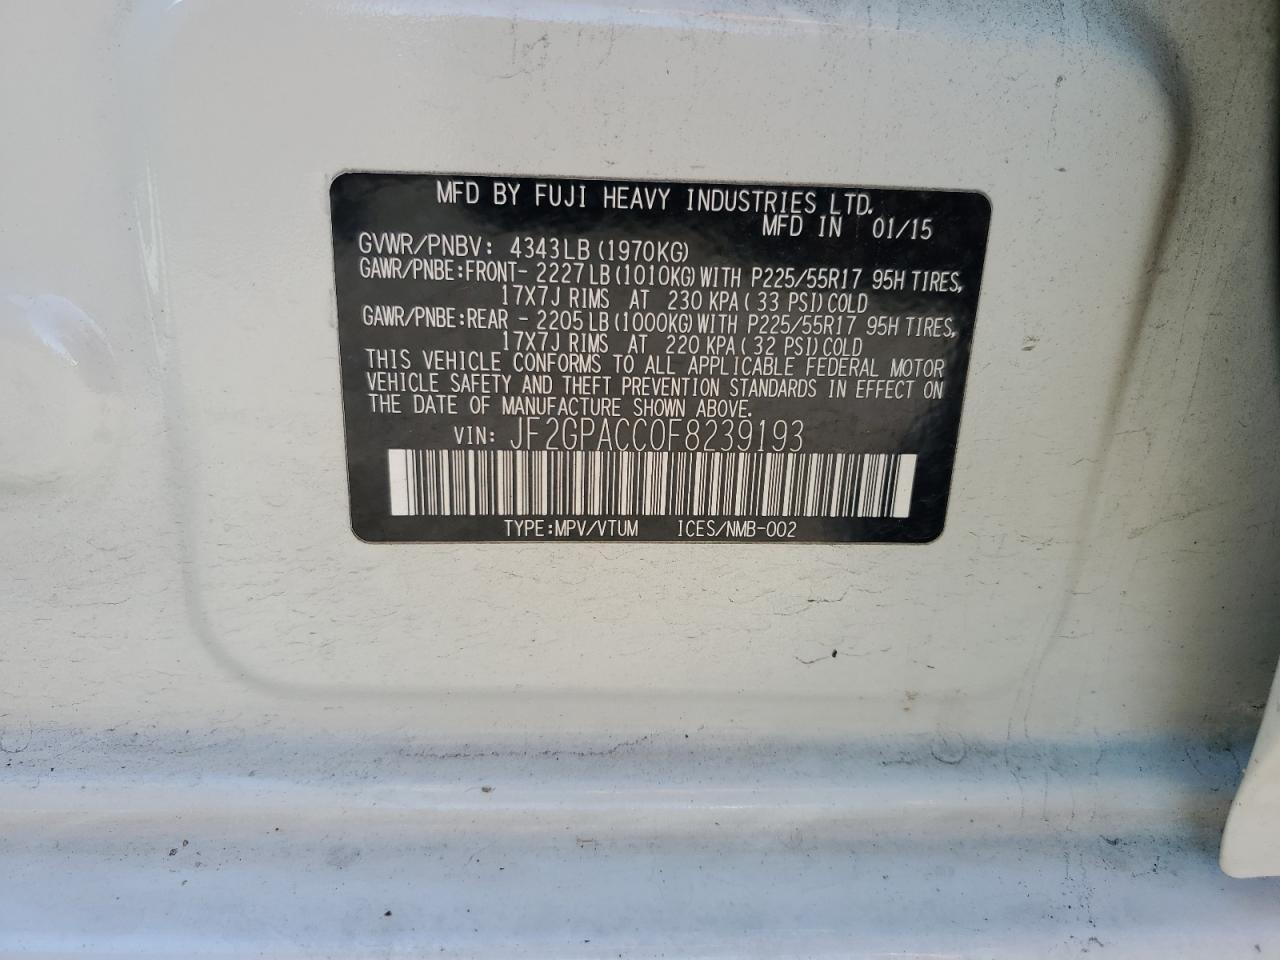 MFD BY FUJI HEAVY INDUSTRIES LTD.
MFD IN 01/15
GVWR/PNBV: 4343LB (1970KG)
GAWR/PNBE:FRONT- 2227LB (1010KG) WITH P225/55R17 95H TIRES,
17X7J RIMS AT 230 KPA ( 33 PSI) COLD
GAWR/PNBE:REAR - 2205LB (1000KG) WITH P225/55R17 95H TIRES,
17X7J RIMS AT 220 KPA ( 32 PSI) COLD
THIS VEHICLE CONFORMS TO ALL APPLICABLE FEDERAL MOTOR
VEHICLE SAFETY AND THEFT PREVENTION STANDARDS IN EFFECT ON
THE DATE OF MANUFACTURE SHOWN ABOVE.
VIN: JF2GPACC0F8239193
TYPE:MPV/VTUM ICES/NMB-002